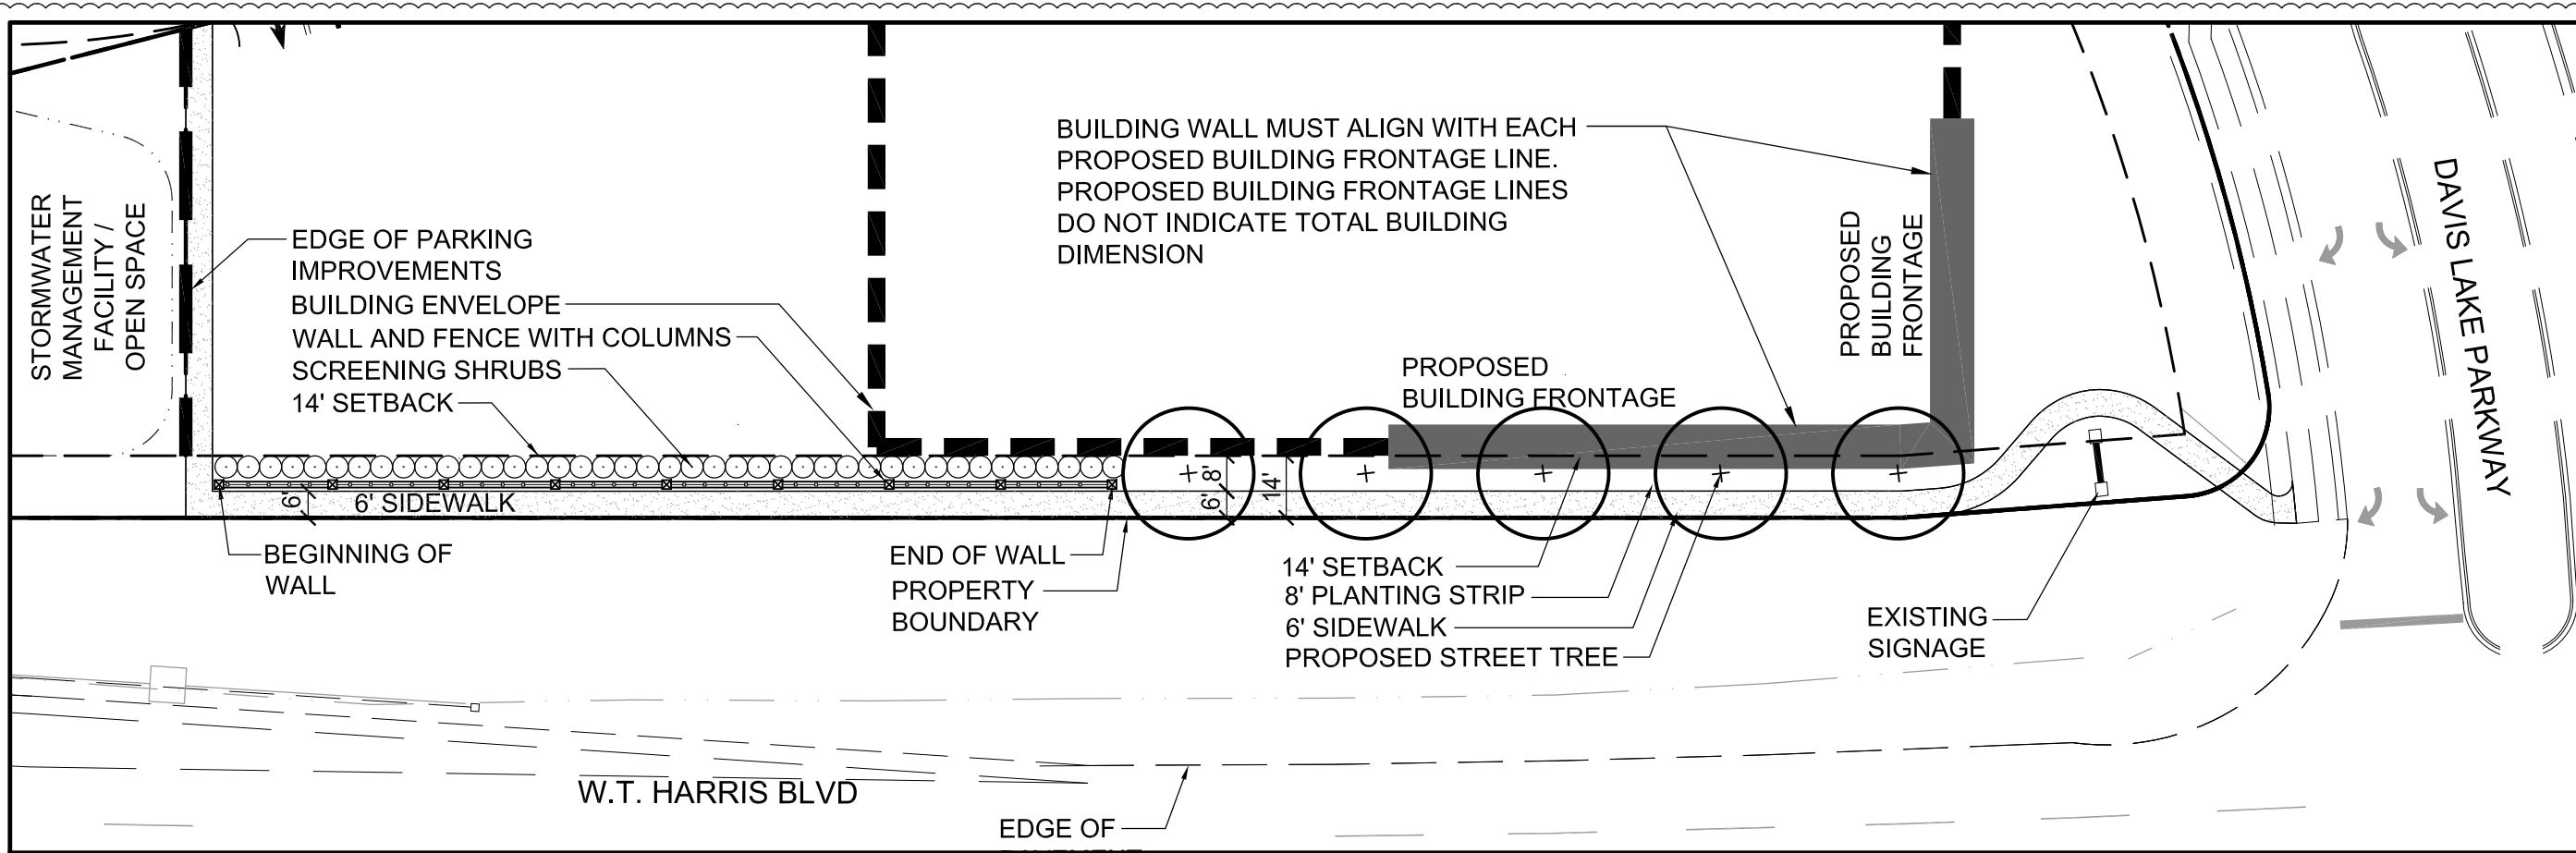 STORMWATER
MANAGEMENT
FACILITY /
OPEN SPACE
EDGE OF PARKING
IMPROVEMENTS
BUILDING ENVELOPE
WALL AND FENCE WITH COLUMNS
SCREENING SHRUBS
14' SETBACK
BUILDING WALL MUST ALIGN WITH EACH
PROPOSED BUILDING FRONTAGE LINE.
PROPOSED BUILDING FRONTAGE LINES
DO NOT INDICATE TOTAL BUILDING
DIMENSION
PROPOSED
BUILDING FRONTAGE
PROPOSED
BUILDING
FRONTAGE
DAVIS LAKE PARKWAY
6'
6' SIDEWALK
6'
8'
14'
BEGINNING OF
WALL
END OF WALL
PROPERTY
BOUNDARY
14' SETBACK
8' PLANTING STRIP
6' SIDEWALK
PROPOSED STREET TREE
EXISTING
SIGNAGE
W.T. HARRIS BLVD
EDGE OF